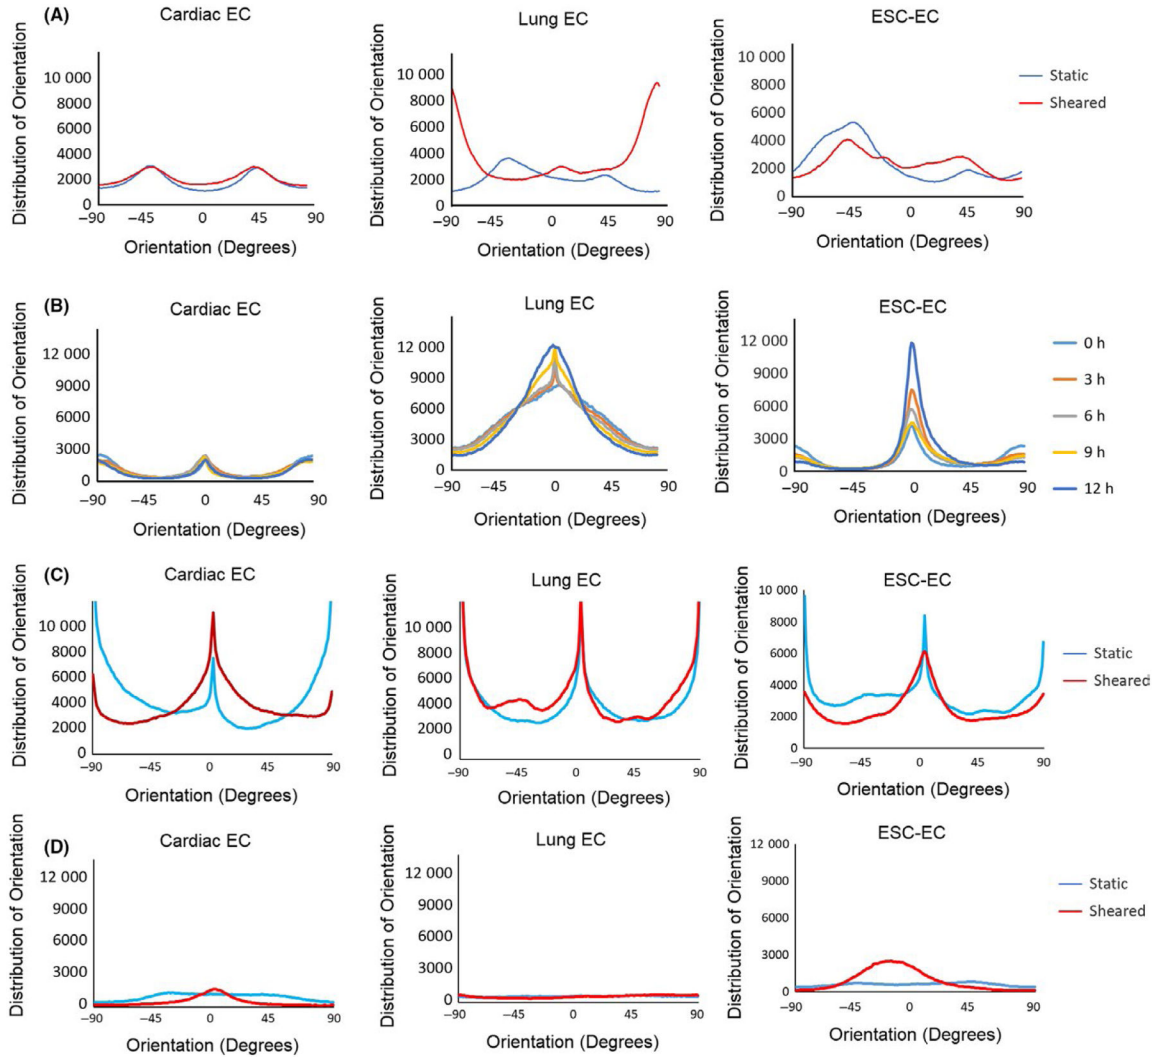 (A)
Cardiac EC
Distribution of Orientation
10 000
8000
6000
4000
2000
0
−90 −45 0 45 90
Orientation (Degrees)
Lung EC
Distribution of Orientation
10 000
8000
6000
4000
2000
0
−90 −45 0 45 90
Orientation (Degrees)
ESC-EC
Distribution of Orientation
10 000
8000
6000
4000
2000
0
−90 −45 0 45 90
Orientation (Degrees)
Static
Sheared
(B)
Cardiac EC
Distribution of Orientation
12 000
9000
6000
3000
0
−90 −45 0 45 90
Orientation (Degrees)
Lung EC
Distribution of Orientation
12 000
9000
6000
3000
0
−90 −45 0 45 90
Orientation (Degrees)
ESC-EC
Distribution of Orientation
12 000
9000
6000
3000
0
−90 −45 0 45 90
Orientation (Degrees)
0 h
3 h
6 h
9 h
12 h
(C)
Cardiac EC
Distribution of Orientation
10 000
8000
6000
4000
2000
0
−90 −45 0 45 90
Orientation (Degrees)
Lung EC
Distribution of Orientation
10 000
8000
6000
4000
2000
0
−90 −45 0 45 90
Orientation (Degrees)
ESC-EC
Distribution of Orientation
10 000
8000
6000
4000
2000
0
−90 −45 0 45 90
Orientation (Degrees)
Static
Sheared
(D)
Cardiac EC
Distribution of Orientation
12 000
9000
6000
3000
0
−90 −45 0 45 90
Orientation (Degrees)
Lung EC
Distribution of Orientation
12 000
9000
6000
3000
0
−90 −45 0 45 90
Orientation (Degrees)
ESC-EC
Distribution of Orientation
12 000
9000
6000
3000
0
−90 −45 0 45 90
Orientation (Degrees)
Static
Sheared